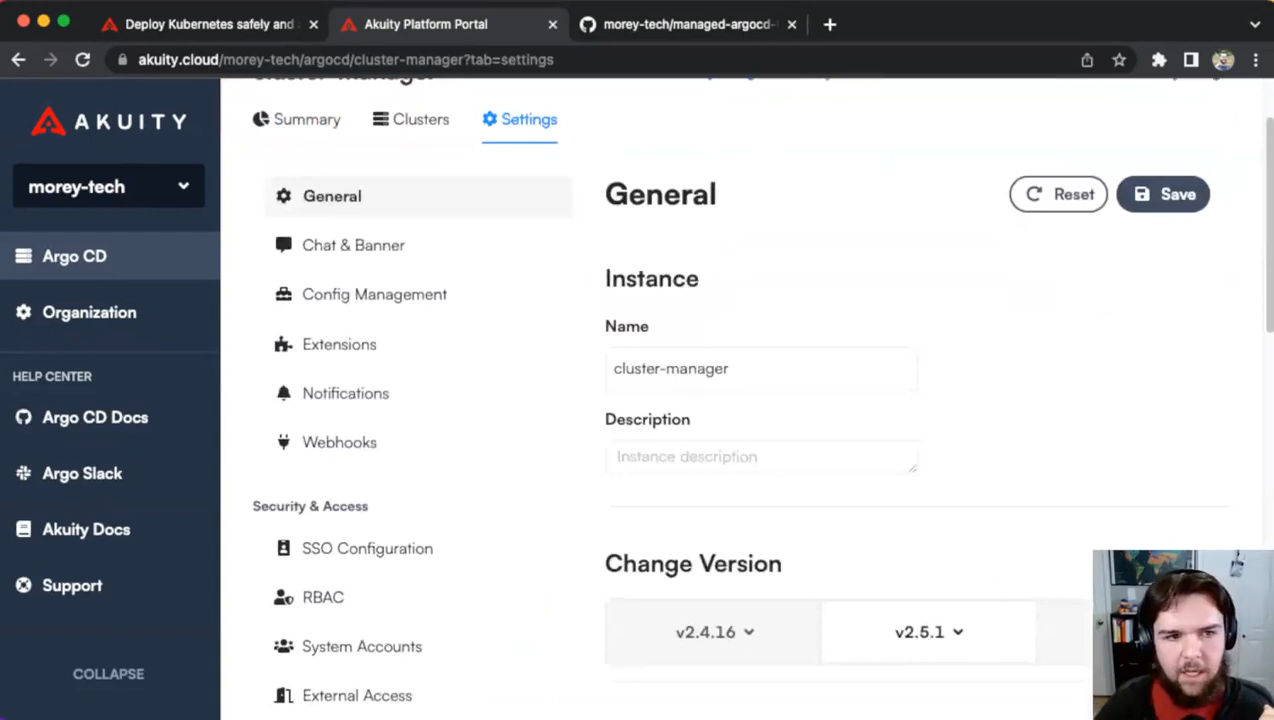 Deploy Kubernetes safely and
Akuity Platform Portal
morey-tech/managed-argocd-
akuity.cloud/morey-tech/argocd/cluster-manager?tab=settings
AKUITY
morey-tech
Argo CD
Organization
HELP CENTER
Argo CD Docs
Argo Slack
Akuity Docs
Support
COLLAPSE
cluster-manager
Summary
Clusters
Settings
General
Chat & Banner
Config Management
Extensions
Notifications
Webhooks
Security & Access
SSO Configuration
RBAC
System Accounts
External Access
General
Reset
Save
Instance
Name
cluster-manager
Description
Instance description
Change Version
v2.4.16
v2.5.1